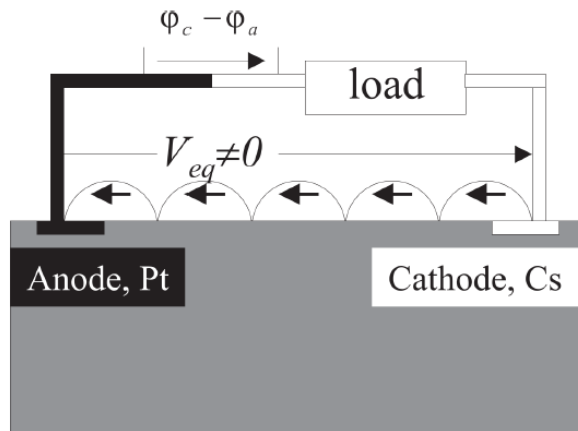 φc – φa
load
Veq≠0
Anode, Pt
Cathode, Cs